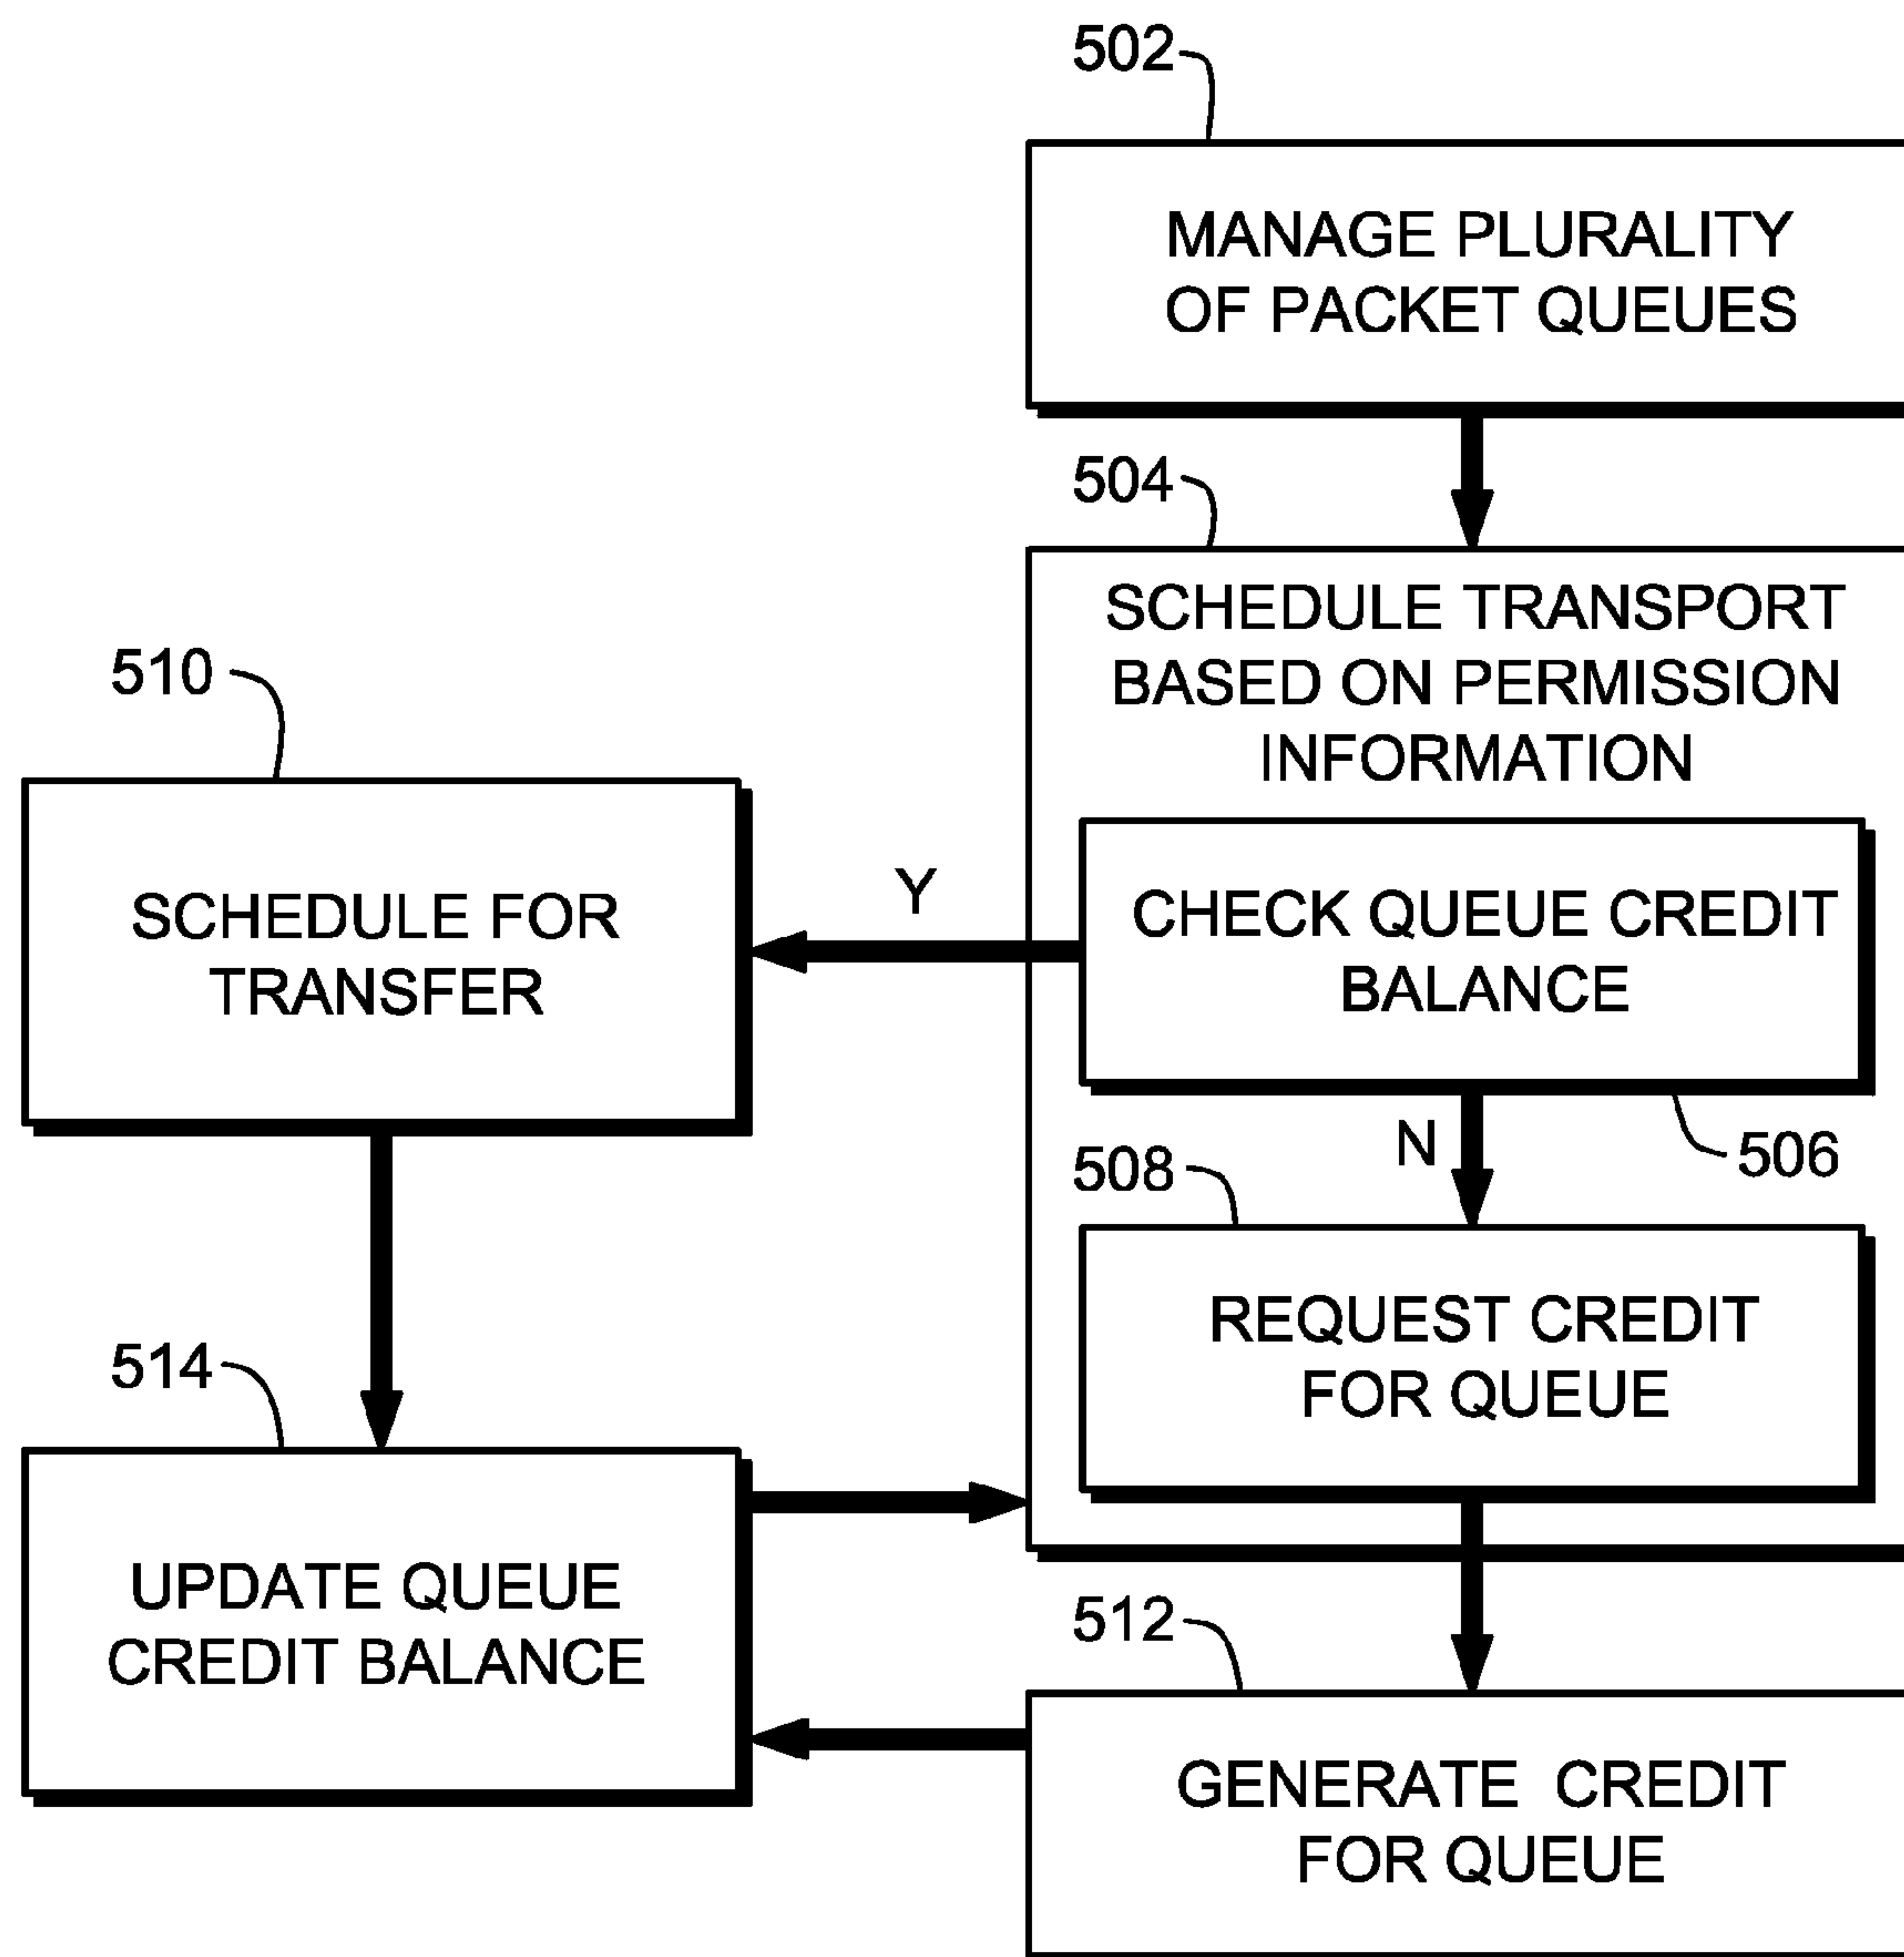 502
MANAGE PLURALITY
OF PACKET QUEUES
504
SCHEDULE TRANSPORT
BASED ON PERMISSION
INFORMATION
510
SCHEDULE FOR
TRANSFER
Y
CHECK QUEUE CREDIT
BALANCE
N
506
508
REQUEST CREDIT
FOR QUEUE
514
UPDATE QUEUE
CREDIT BALANCE
512
GENERATE CREDIT
FOR QUEUE